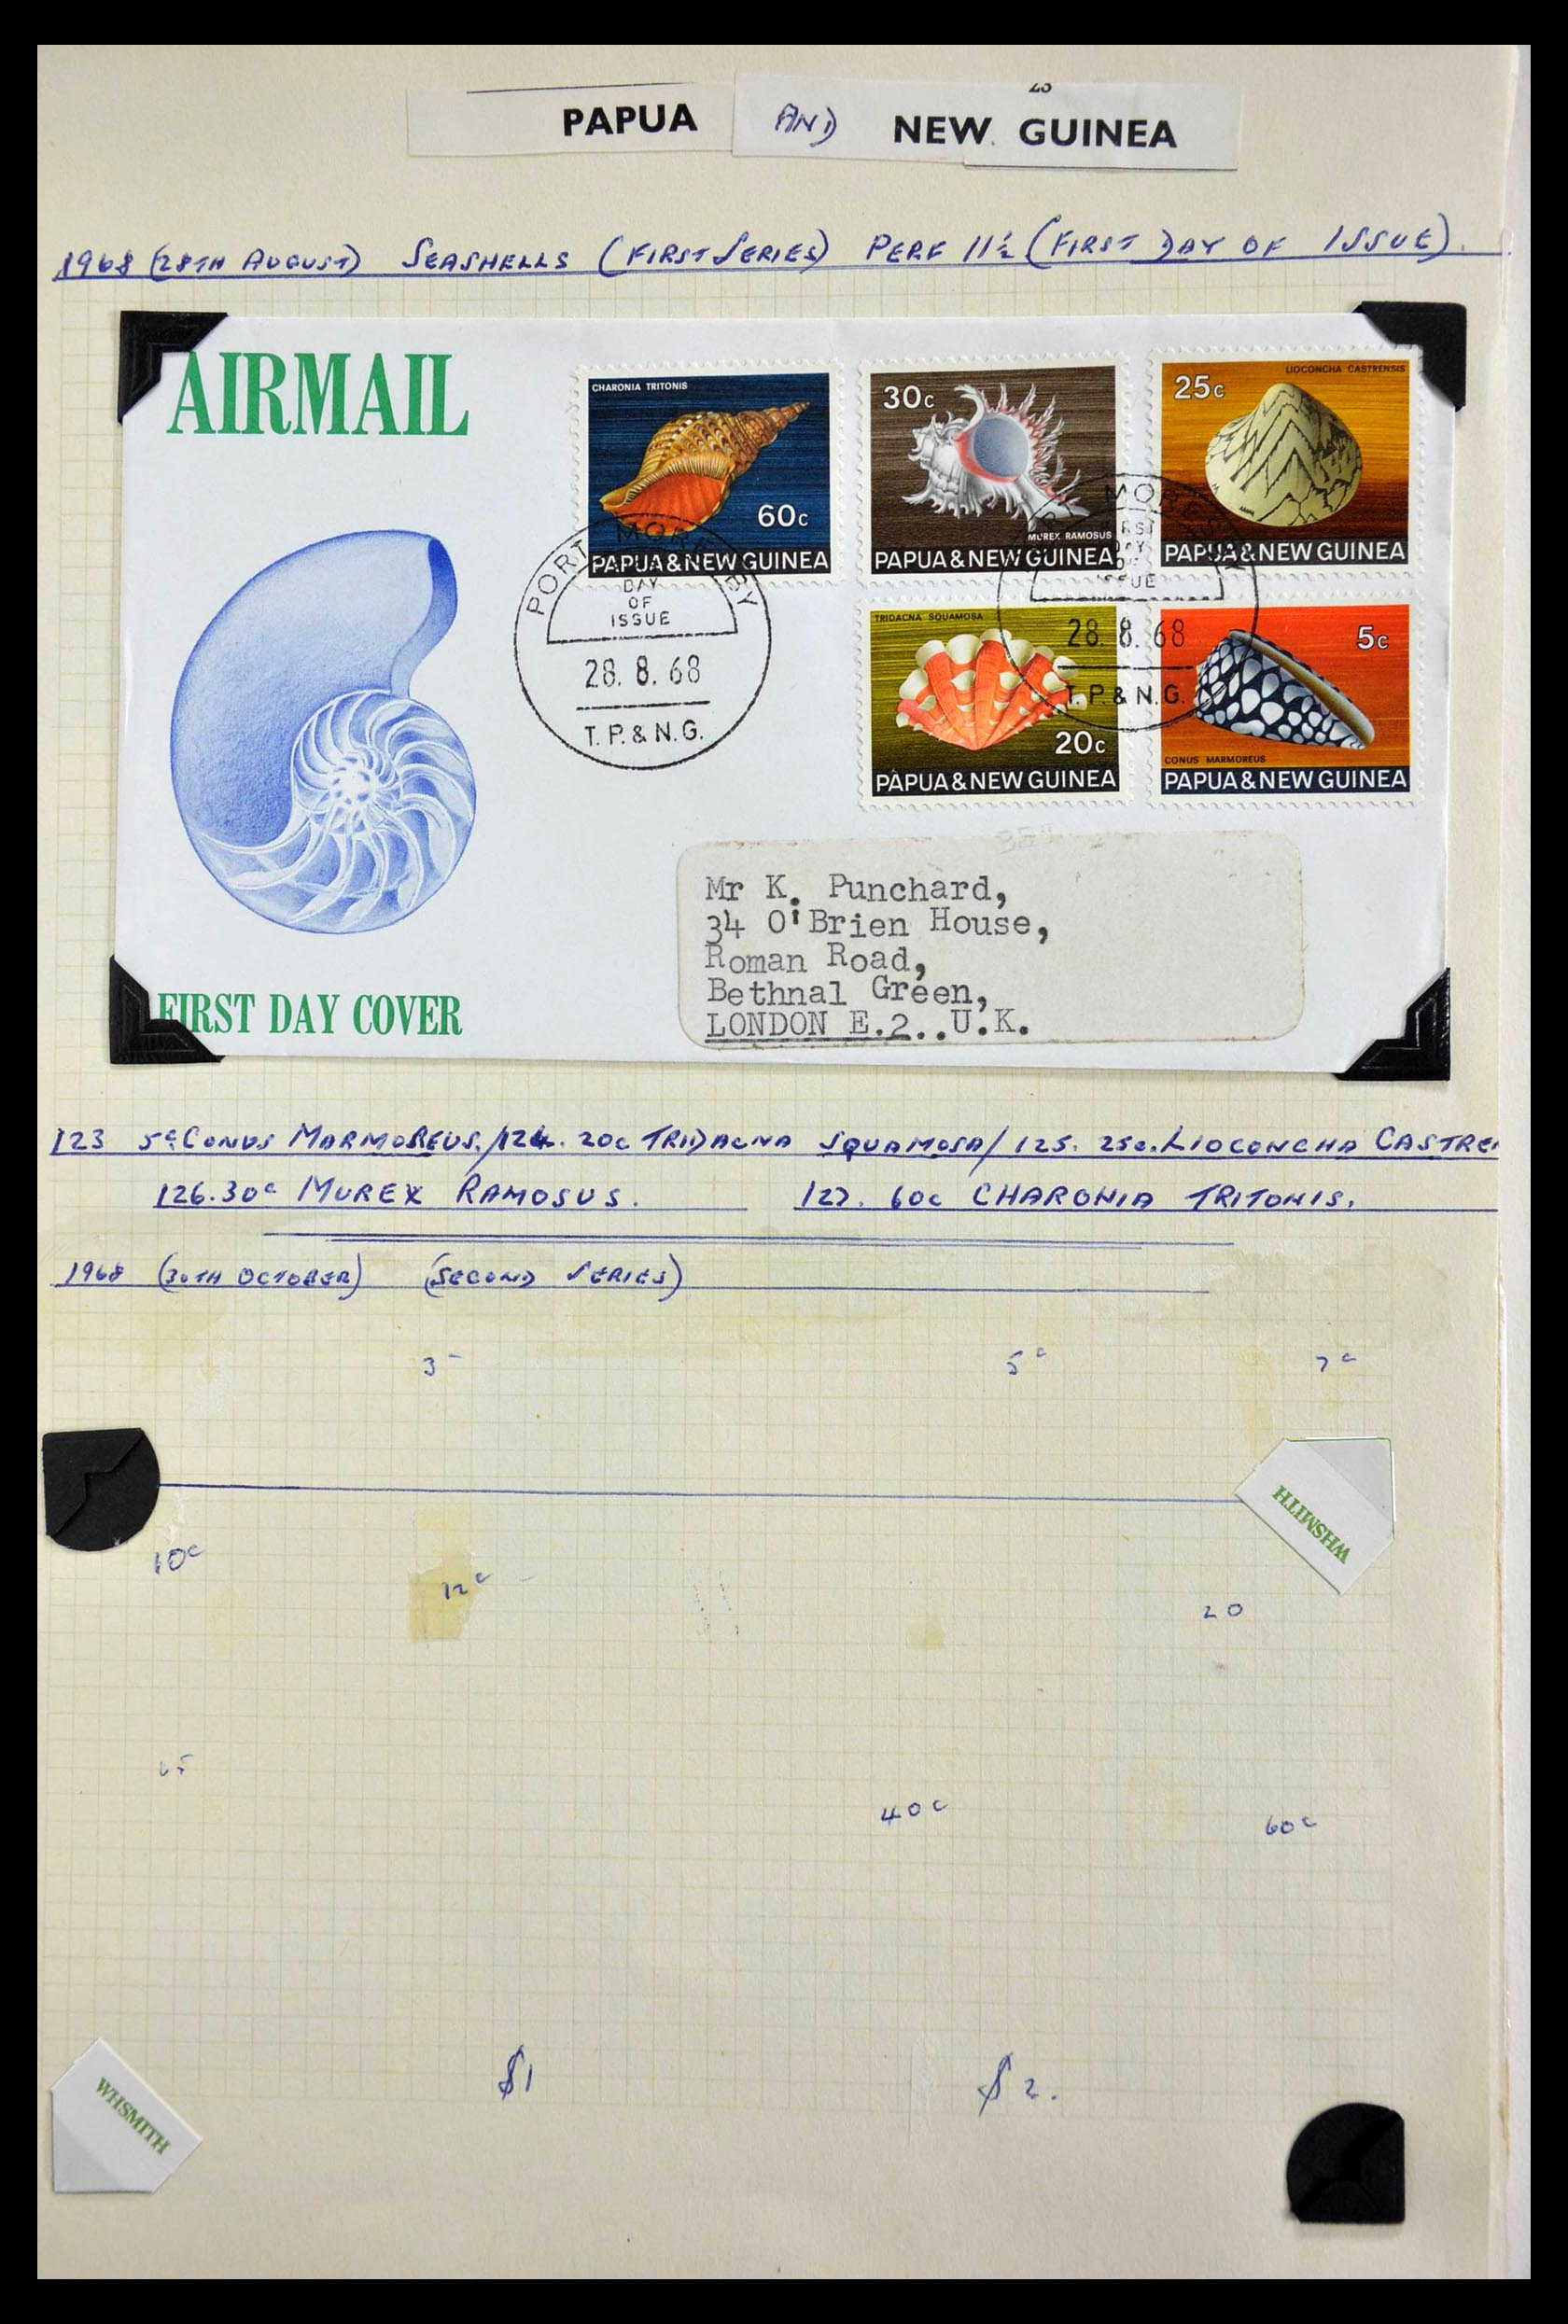 PAPUA AND NEW GUINEA
1968 (28TH AUGUST) SEASHELLS (FIRST SERIES) PERF 11½ (FIRST DAY OF ISSUE).
AIRMAIL
CHARONIA TRITONIS
60c
PAPUA & NEW GUINEA
30c
MUREX RAMOSUS
PAPUA & NEW GUINEA
LIOCONCHA CASTRENSIS
25c
PAPUA & NEW GUINEA
TRIDACNA SQUAMOSA
20c
PAPUA & NEW GUINEA
5c
CONUS MARMOREUS
PAPUA & NEW GUINEA
PORT MORESBY
DAY
OF
ISSUE
28. 8. 68
T. P. & N. G.
MORES
28. 8. 68
T. P. & N. G.
Mr K. Punchard,
34 O'Brien House,
Roman Road,
Bethnal Green,
LONDON E.2..U.K.
FIRST DAY COVER
123 5c CONUS MARMOREUS./124. 20c TRIDACNA SQUAMOSA/125. 25c. LIOCONCHA CASTRE
126. 30c MUREX RAMOSUS. 127. 60c CHARONIA TRITONIS.
1968 (30TH OCTOBER) (SECOND SERIES)
3 5c 7c
WHSMITH
10c 12c 20
40c 60c
$1 $2.
WHSMITH